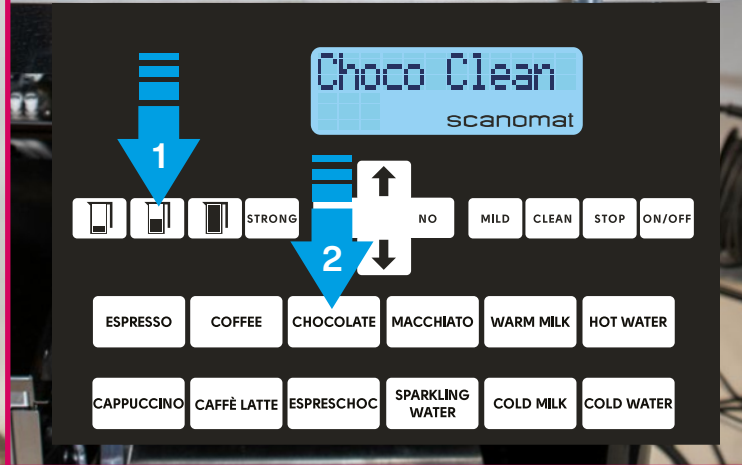 Choco Clean
scanomat
1
2
STRONG
NO
MILD
CLEAN
STOP
ON/OFF
ESPRESSO
COFFEE
CHOCOLATE
MACCHIATO
WARM MILK
HOT WATER
CAPPUCCINO
CAFFÈ LATTE
ESPRESCHOC
SPARKLING
WATER
COLD MILK
COLD WATER